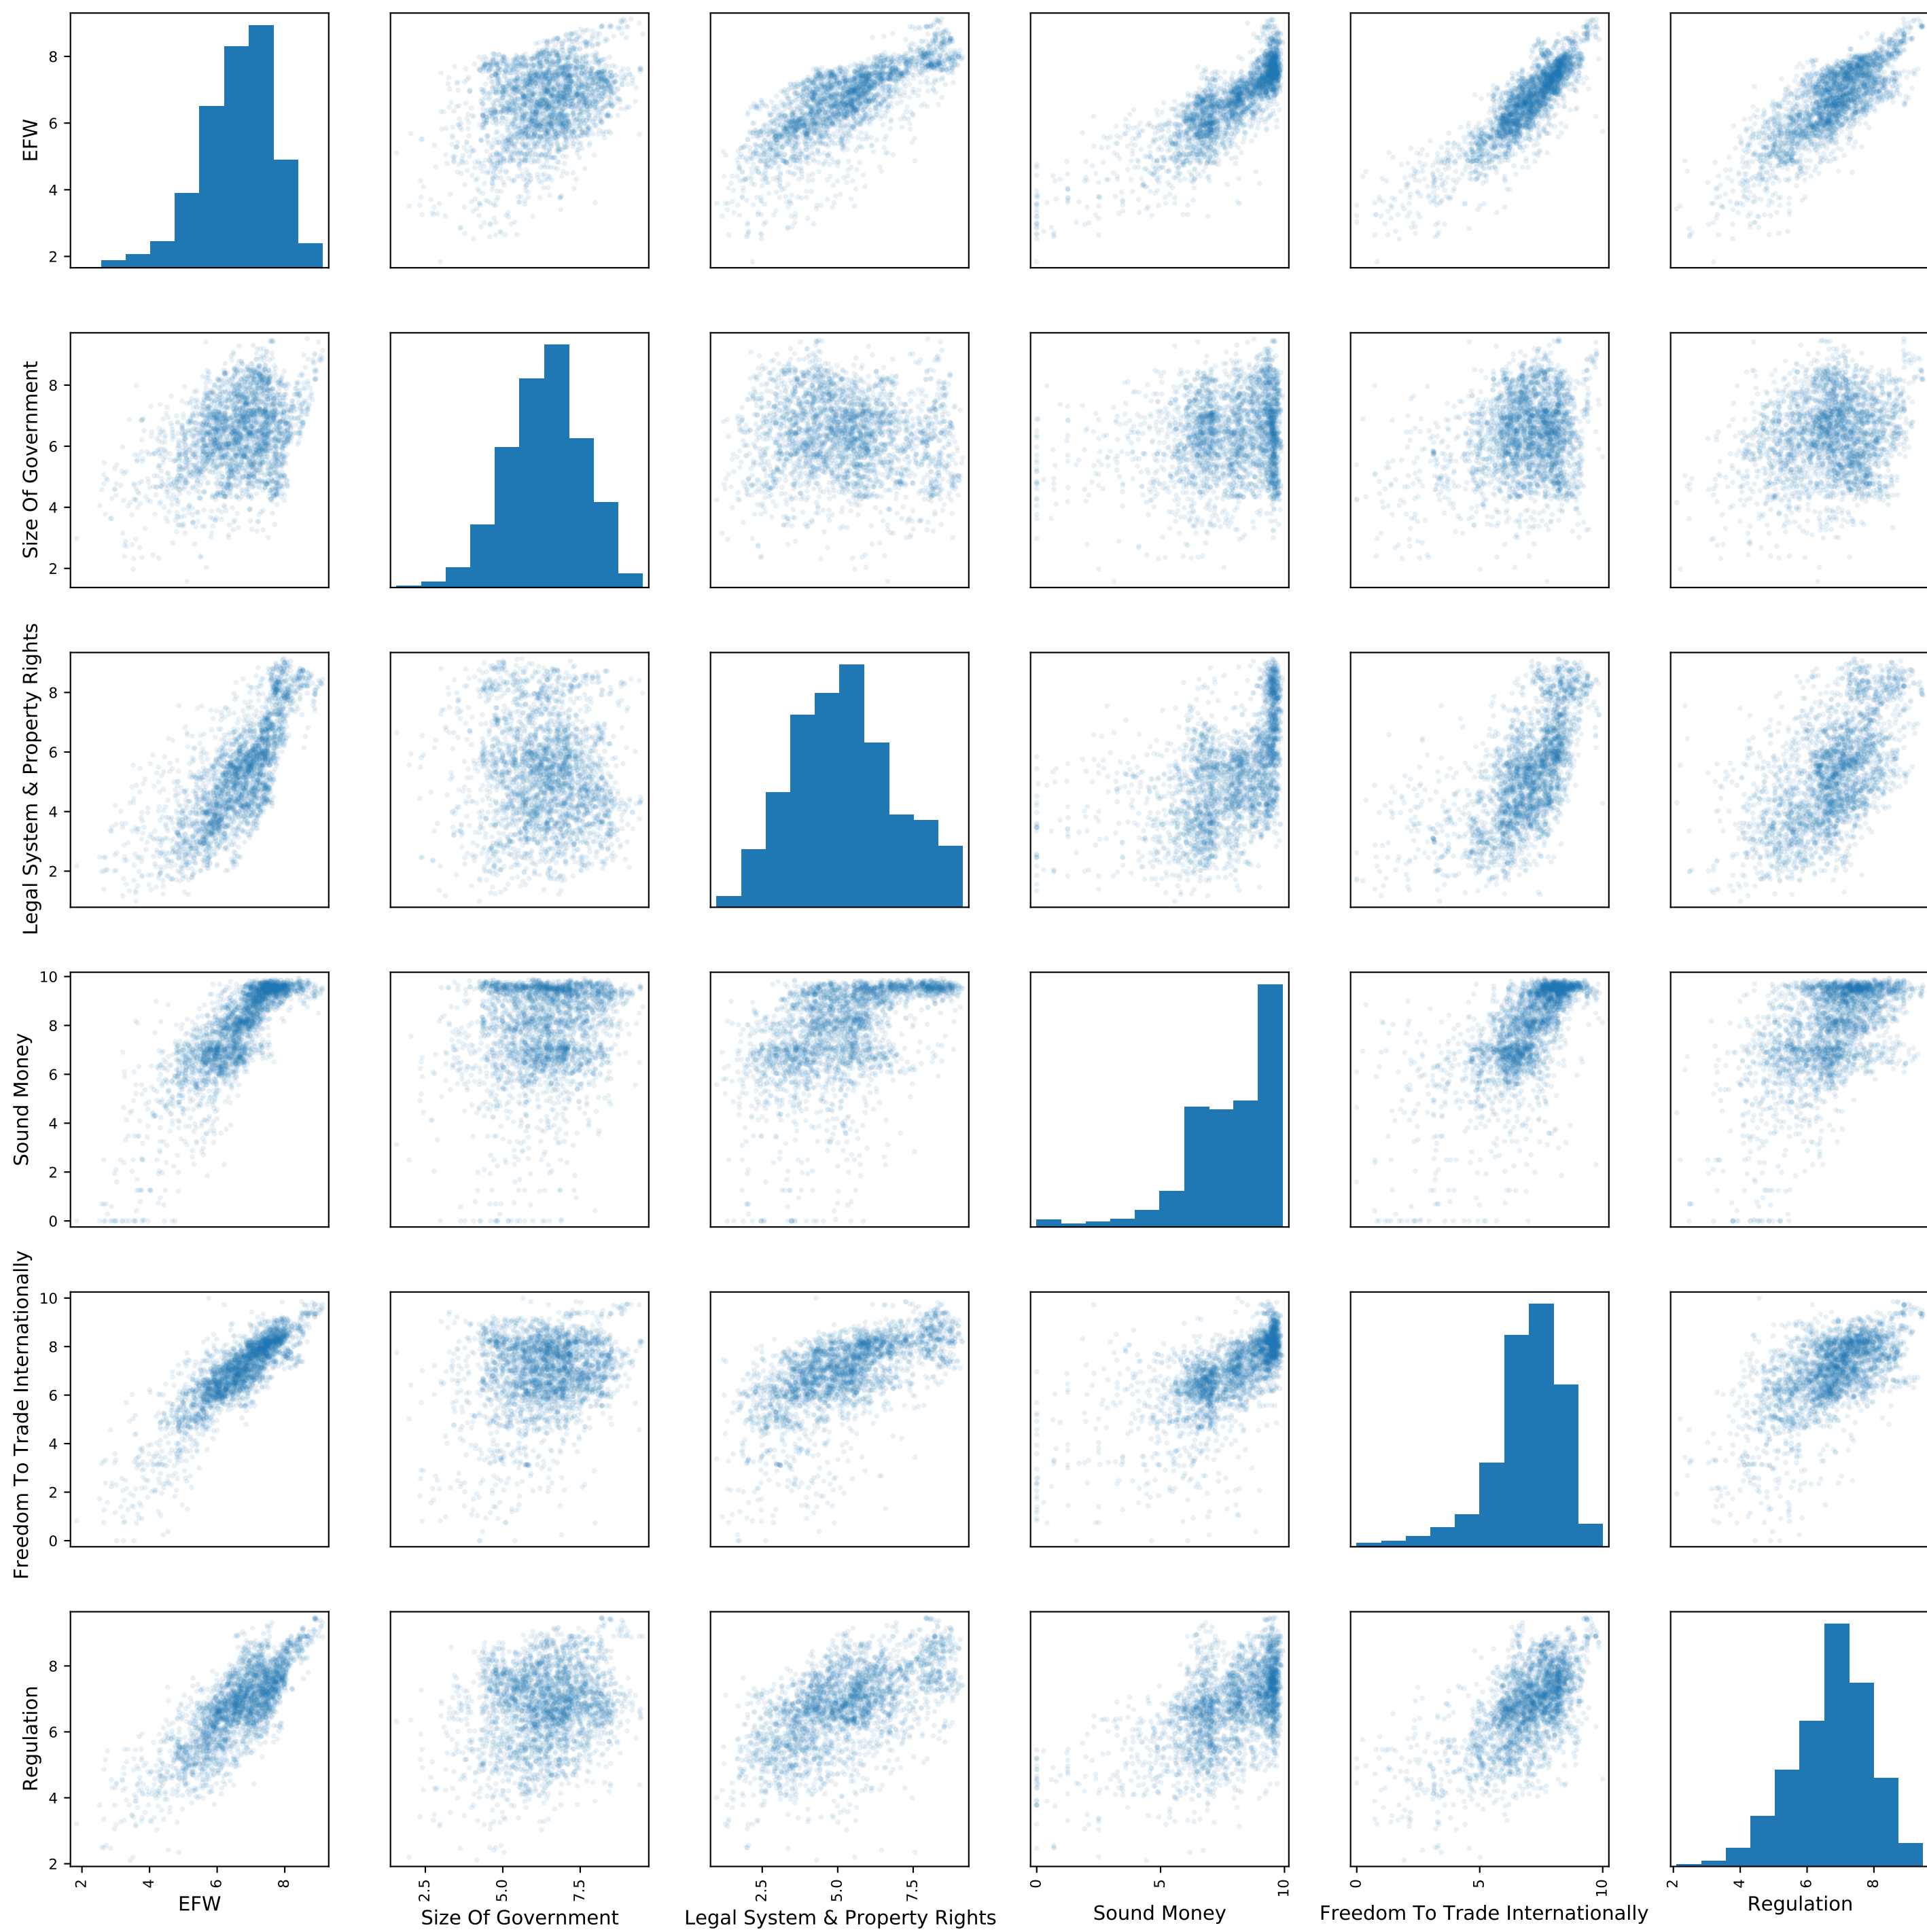 8
6
4
2
EFW
8
6
4
2
Size Of Government
8
6
4
2
Legal System & Property Rights
10
8
6
4
2
0
Sound Money
10
8
6
4
2
0
Freedom To Trade Internationally
8
6
4
2
Regulation
2 4 6 8
EFW
2.5 5.0 7.5
Size Of Government
2.5 5.0 7.5
Legal System & Property Rights
0 5 10
Sound Money
0 5 10
Freedom To Trade Internationally
2 4 6 8
Regulation